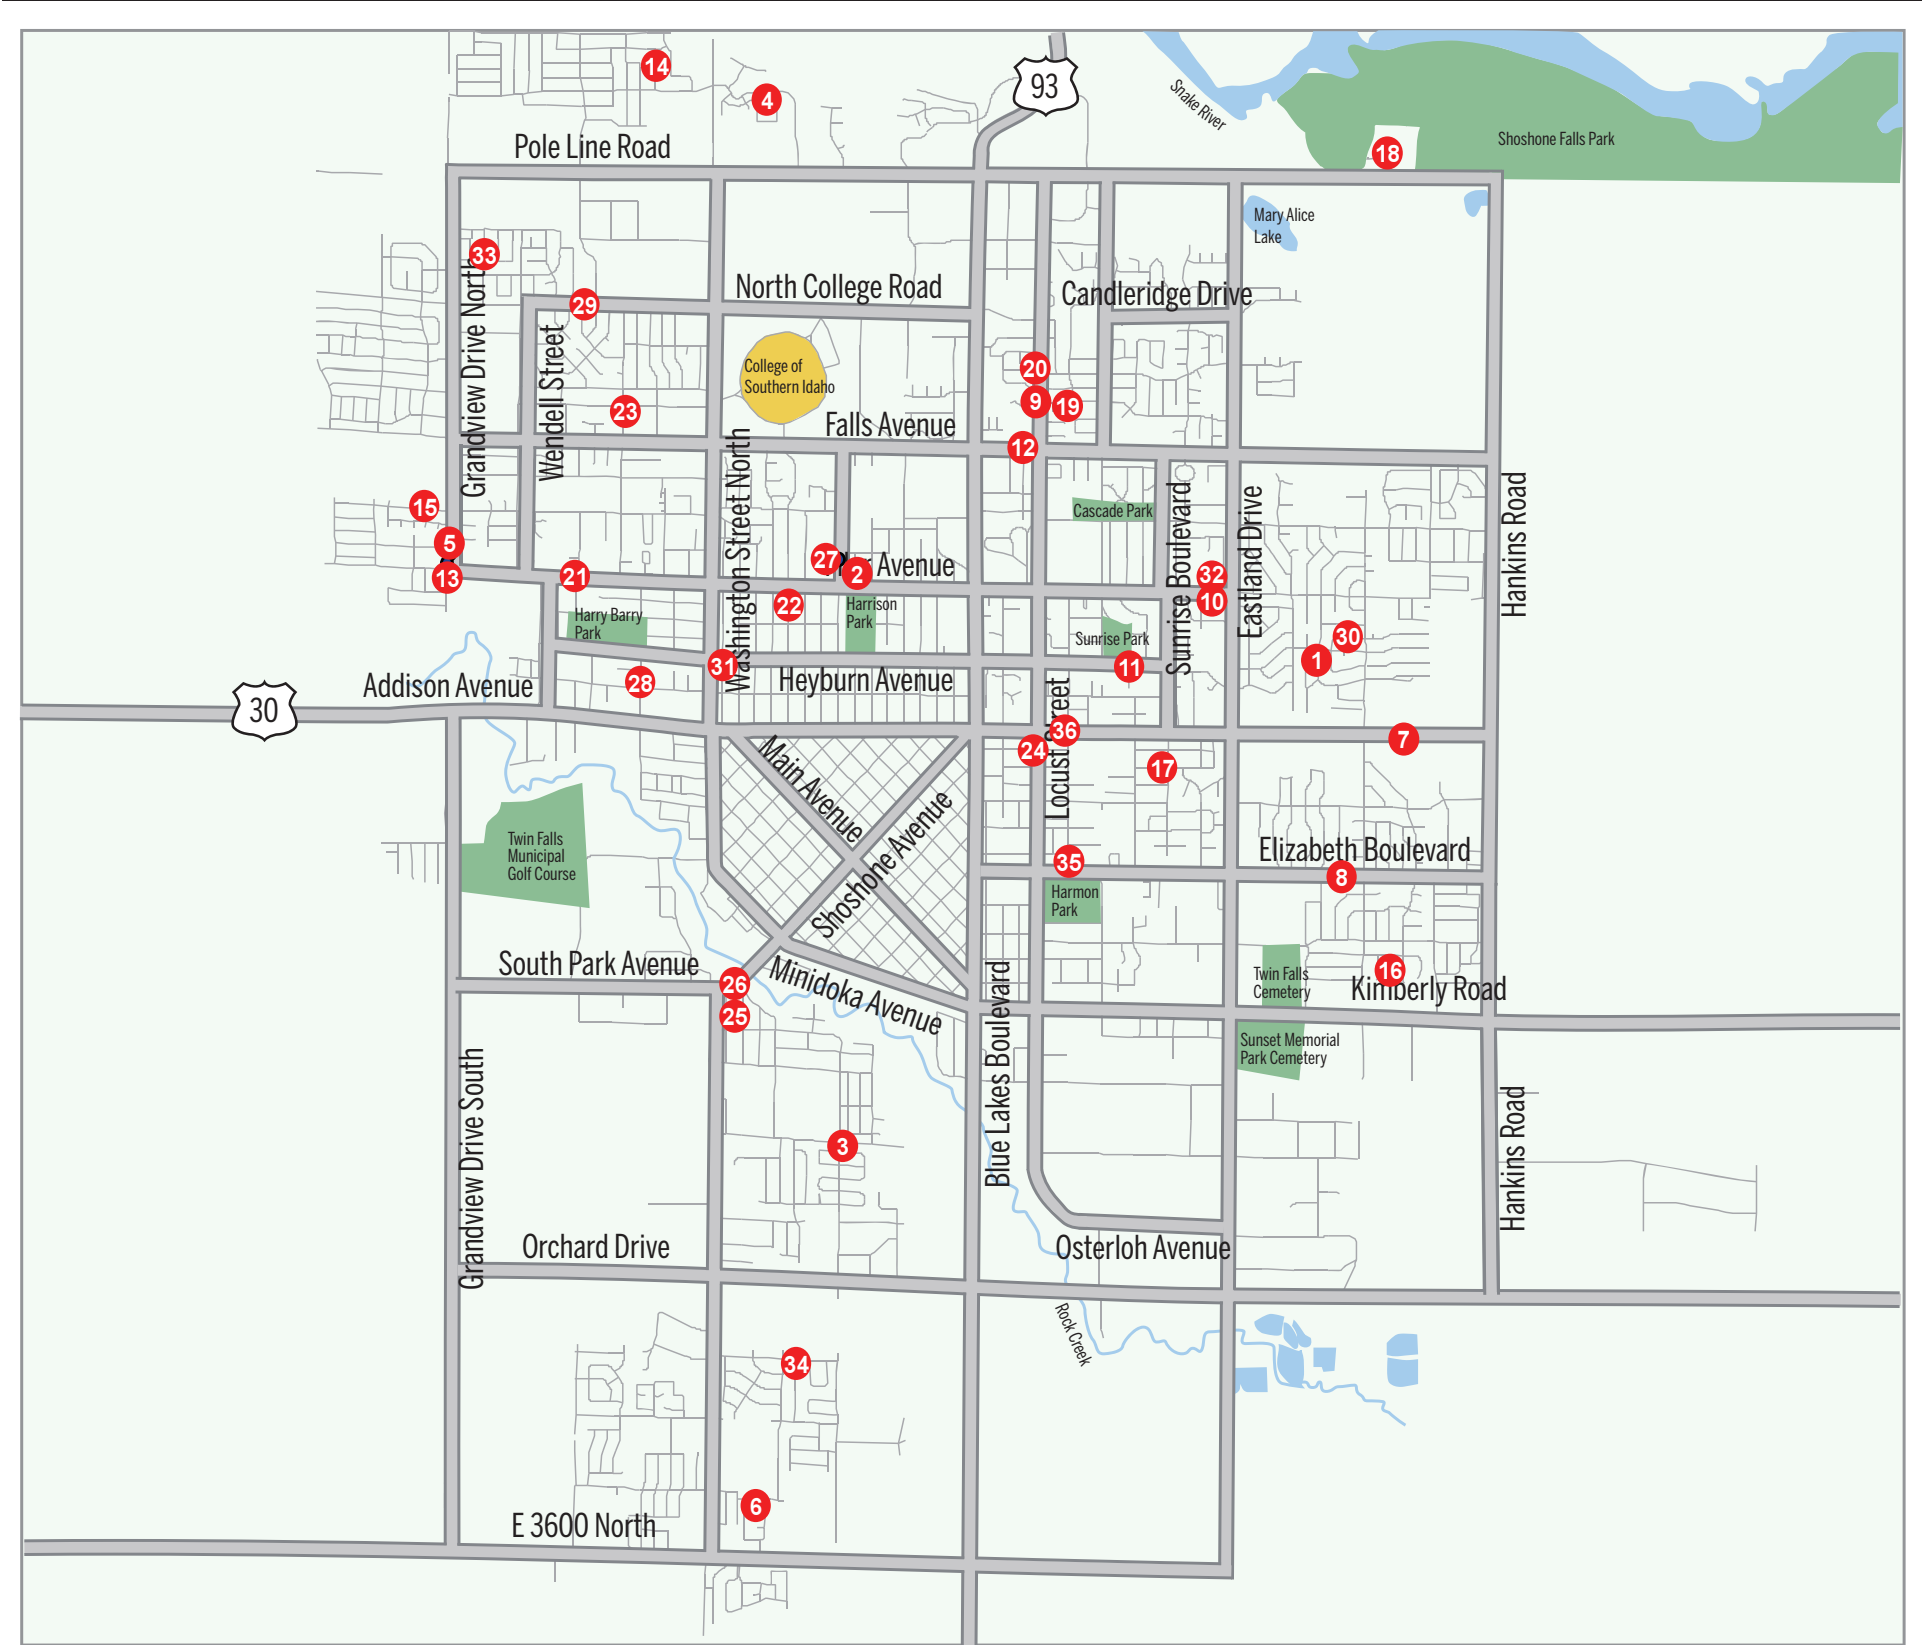 14
4
93
Snake River
Shoshone Falls Park
18
Pole Line Road
Mary Alice
Lake
33
Grandview Drive North
29
North College Road
Candleridge Drive
Wendell Street
College of
Southern Idaho
20
9
19
23
Falls Avenue
12
Washington Street North
15
5
13
Cascade Park
Sunrise Boulevard
Eastland Drive
Hankins Road
27
2
Avenue
21
22
Harrison
Park
Harry Barry
Park
32
10
Sunrise Park
30
1
11
31
28
Heyburn Avenue
Addison Avenue
30
Locust Street
36
24
7
17
Main Avenue
Shoshone Avenue
Twin Falls
Municipal
Golf Course
Elizabeth Boulevard
35
8
Harmon
Park
South Park Avenue
26
25
Minidoka Avenue
Blue Lakes Boulevard
Twin Falls
Cemetery
16
Kimberly Road
Sunset Memorial
Park Cemetery
Grandview Drive South
Hankins Road
3
Orchard Drive
Osterloh Avenue
Rock Creek
34
6
E 3600 North